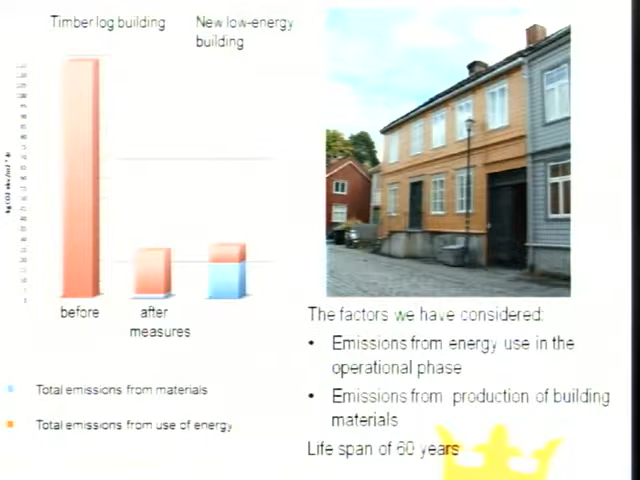 Timber log building
New low-energy
building
before
after
measures
Total emissions from materials
Total emissions from use of energy
The factors we have considered:
• Emissions from energy use in the
operational phase
• Emissions from production of building
materials
Life span of 60 years